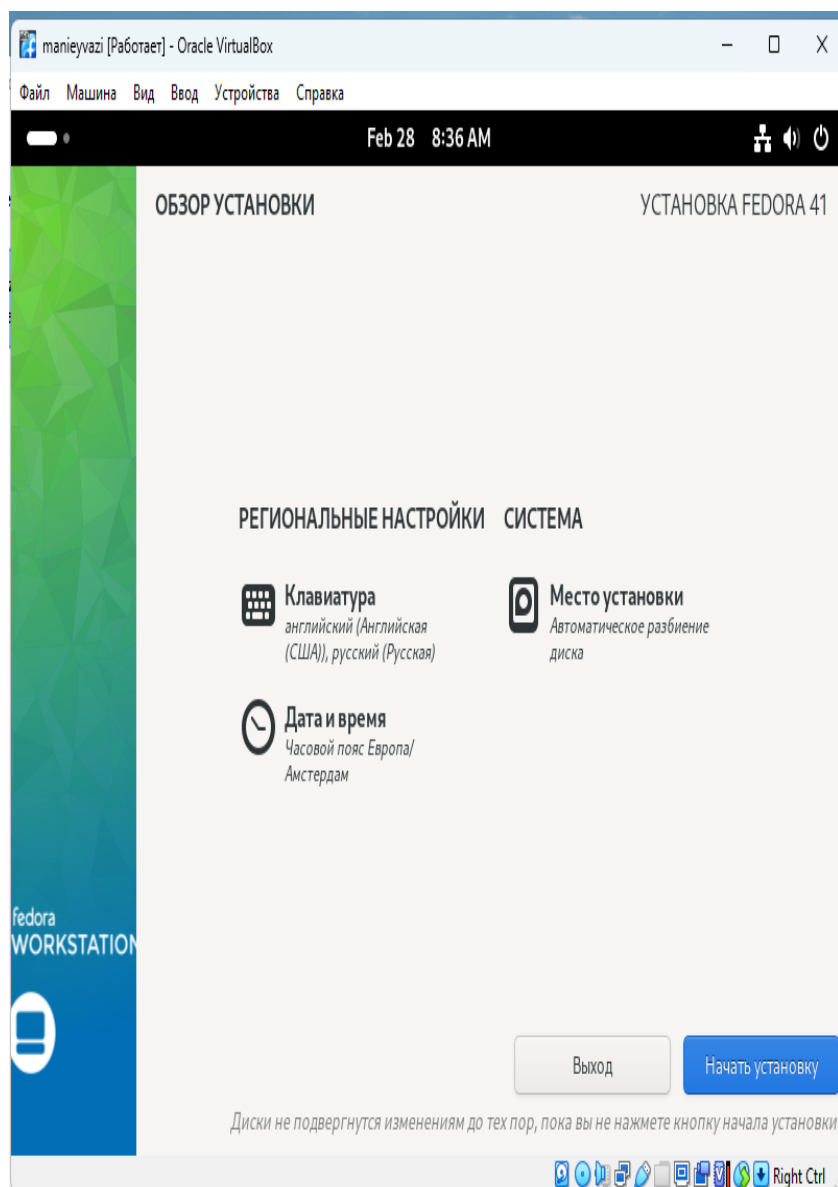 manieyvazi [Работает] - Oracle VirtualBox
Файл Машина Вид Ввод Устройства Справка
Feb 28 8:36 AM
ОБЗОР УСТАНОВКИ
УСТАНОВКА FEDORA 41
РЕГИОНАЛЬНЫЕ НАСТРОЙКИ
Клавиатура
английский (Английская
(США)), русский (Русская)
Дата и время
Часовой пояс Европа/
Амстердам
СИСТЕМА
Место установки
Автоматическое разбиение
диска
fedora
WORKSTATION
Выход
Начать установку
Диски не подвергнутся изменениям до тех пор, пока вы не нажмете кнопку начала установки
Right Ctrl